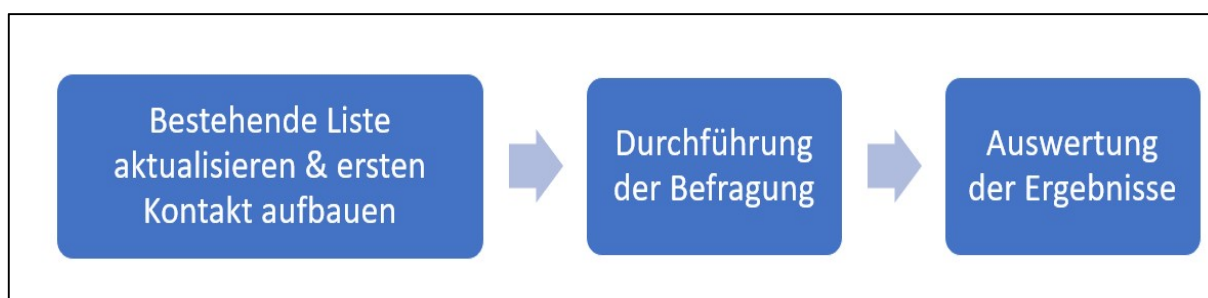 Bestehende Liste
aktualisieren & ersten
Kontakt aufbauen
Durchführung
der Befragung
Auswertung
der Ergebnisse